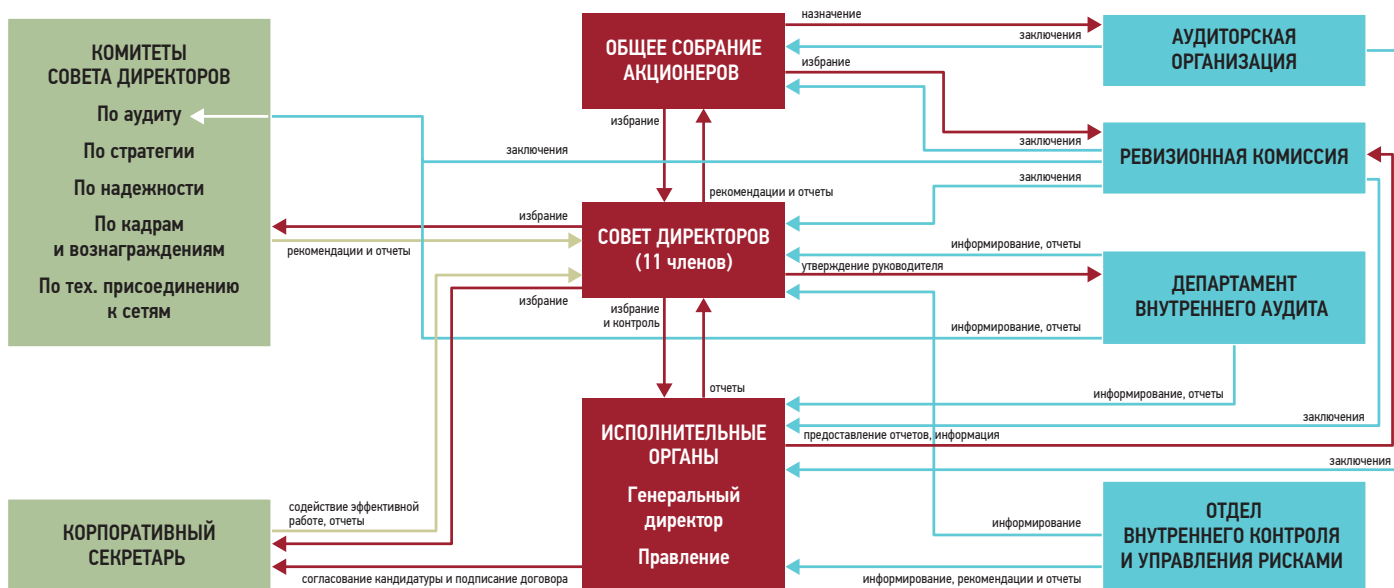 КОМИТЕТЫ
СОВЕТА ДИРЕКТОРОВ
По аудиту
По стратегии
По надежности
По кадрам
и вознаграждениям
По тех. присоединению
к сетям
КОРПОРАТИВНЫЙ
СЕКРЕТАРЬ
ОБЩЕЕ СОБРАНИЕ
АКЦИОНЕРОВ
СОВЕТ ДИРЕКТОРОВ
(11 членов)
ИСПОЛНИТЕЛЬНЫЕ
ОРГАНЫ
Генеральный
директор
Правление
АУДИТОРСКАЯ
ОРГАНИЗАЦИЯ
РЕВИЗИОННАЯ КОМИССИЯ
ДЕПАРТАМЕНТ
ВНУТРЕННЕГО АУДИТА
ОТДЕЛ
ВНУТРЕННЕГО КОНТРОЛЯ
И УПРАВЛЕНИЯ РИСКАМИ
назначение
заключения
избрание
избрание
заключения
заключения
заключения
рекомендации и отчеты
избрание
рекомендации и отчеты
информирование, отчеты
утверждение руководителя
избрание
избрание
и контроль
информирование, отчеты
отчеты
информирование, отчеты
заключения
предоставление отчетов, информация
заключения
содействие эффективной
работе, отчеты
информирование
согласование кандидатуры и подписание договора
информирование, рекомендации и отчеты